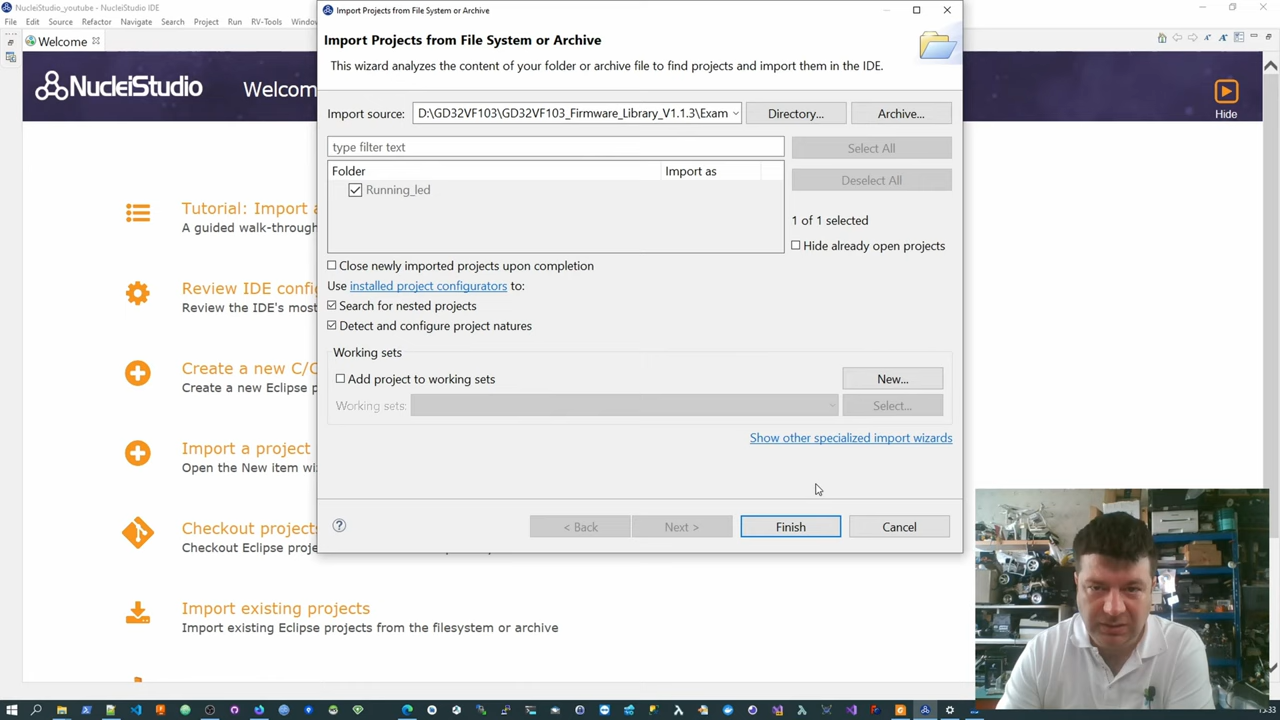 NucleiStudio_youtube - NucleiStudio IDE
File Edit Source Refactor Navigate Search Project Run RV-Tools Window
Welcome
NucleiStudio Welcom
Hide
Tutorial: Import a
A guided walk-through
Review IDE confi
Review the IDE's most
Create a new C/C
Create a new Eclipse p
Import a project
Open the New item wi
Checkout projects
Checkout Eclipse proje
Import existing projects
Import existing Eclipse projects from the filesystem or archive
Import Projects from File System or Archive
Import Projects from File System or Archive
This wizard analyzes the content of your folder or archive file to find projects and import them in the IDE.
Import source: D:\GD32VF103\GD32VF103_Firmware_Library_V1.1.3\Exam Directory... Archive...
type filter text Select All
Folder Import as
Deselect All
Running_led
1 of 1 selected
Hide already open projects
Close newly imported projects upon completion
Use installed project configurators to:
Search for nested projects
Detect and configure project natures
Working sets
Add project to working sets New...
Working sets: Select...
Show other specialized import wizards
? < Back Next > Finish Cancel